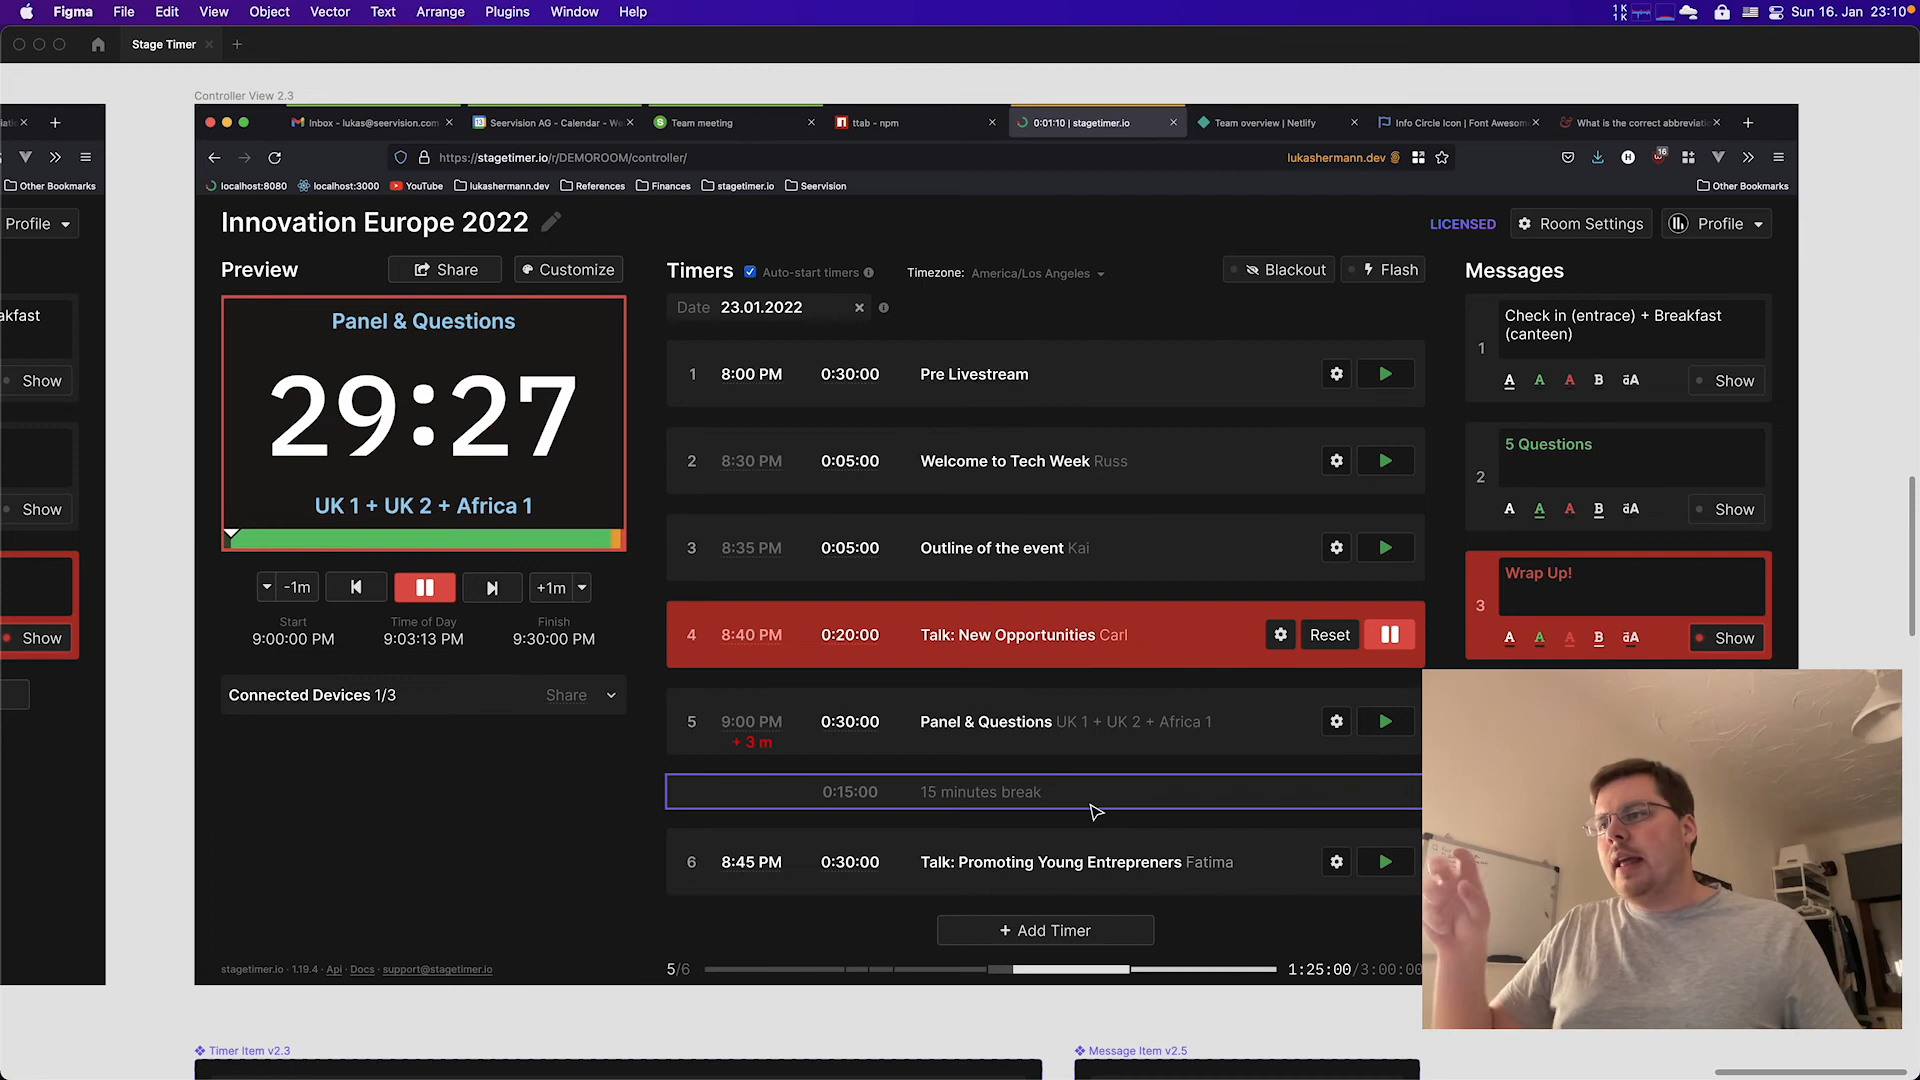 Figma File Edit View Object Vector Text Arrange Plugins Window Help
1 K
1 K
Sun 16. Jan 23:10
Stage Timer
Controller View 2.3
Inbox - lukas@seervision.com
13 Seervision AG - Calendar - We
S Team meeting
n ttab - npm
0:01:10 | stagetimer.io
Team overview | Netlify
Info Circle Icon | Font Awesom
What is the correct abbreviati
https://stagetimer.io/r/DEMOROOM/controller/
lukashermann.dev
H
16
Other Bookmarks
localhost:8080
localhost:3000
YouTube
lukashermann.dev
References
Finances
stagetimer.io
Seervision
Other Bookmarks
Profile
Innovation Europe 2022
LICENSED
Room Settings
Profile
Preview
Share
Customize
Timers
Auto-start timers
Timezone: America/Los Angeles
Blackout
Flash
Messages
Date 23.01.2022
akfast
Show
Show
Show
Panel & Questions
29:27
UK 1 + UK 2 + Africa 1
-1m
+1m
Start
9:00:00 PM
Time of Day
9:03:13 PM
Finish
9:30:00 PM
Connected Devices 1/3
Share
1 8:00 PM 0:30:00 Pre Livestream
2 8:30 PM 0:05:00 Welcome to Tech Week Russ
3 8:35 PM 0:05:00 Outline of the event Kai
4 8:40 PM 0:20:00 Talk: New Opportunities Carl Reset
5 9:00 PM 0:30:00 Panel & Questions UK 1 + UK 2 + Africa 1
+ 3 m
0:15:00 15 minutes break
6 8:45 PM 0:30:00 Talk: Promoting Young Entrepreners Fatima
+ Add Timer
5/6
1:25:00/3:00:00
1
Check in (entrace) + Breakfast
(canteen)
A A A B äA Show
2
5 Questions
A A A B äA Show
3
Wrap Up!
A A A B äA Show
stagetimer.io · 1.19.4 · Api · Docs · support@stagetimer.io
Timer Item v2.3
Message Item v2.5